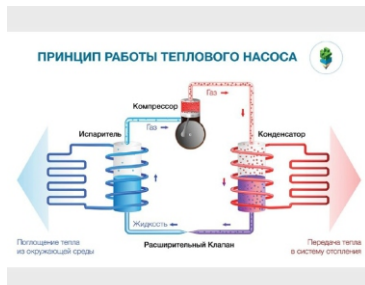 ПРИНЦИП РАБОТЫ ТЕПЛОВОГО НАСОСА
Газ
Компрессор
Газ
Испаритель
Конденсатор
Жидкость
Расширительный Клапан
Поглощение тепла
из окружающей среды
Передача тепла
в систему отопления